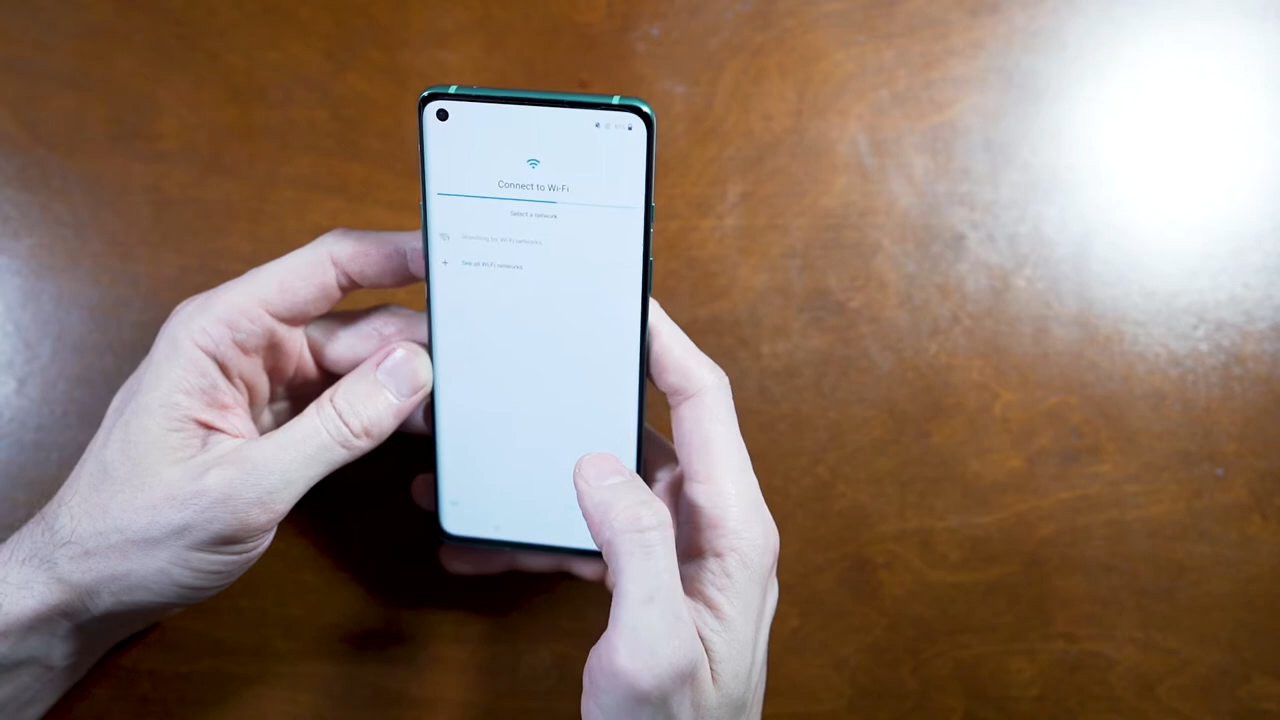 Connect to Wi-Fi
Select a network
Searching for Wi-Fi networks
See all Wi-Fi networks